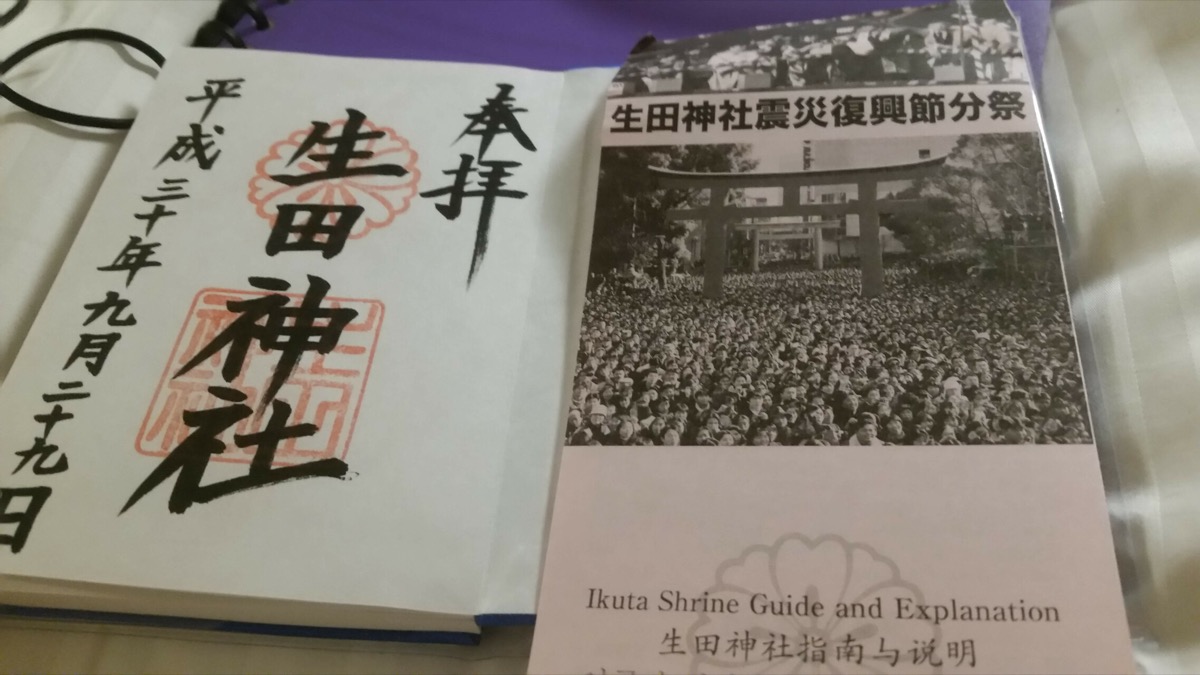 奉拝
生田神社
平成三十年九月二十九日
生田神社震災復興節分祭
Ikuta Shrine Guide and Explanation
生田神社指南与说明